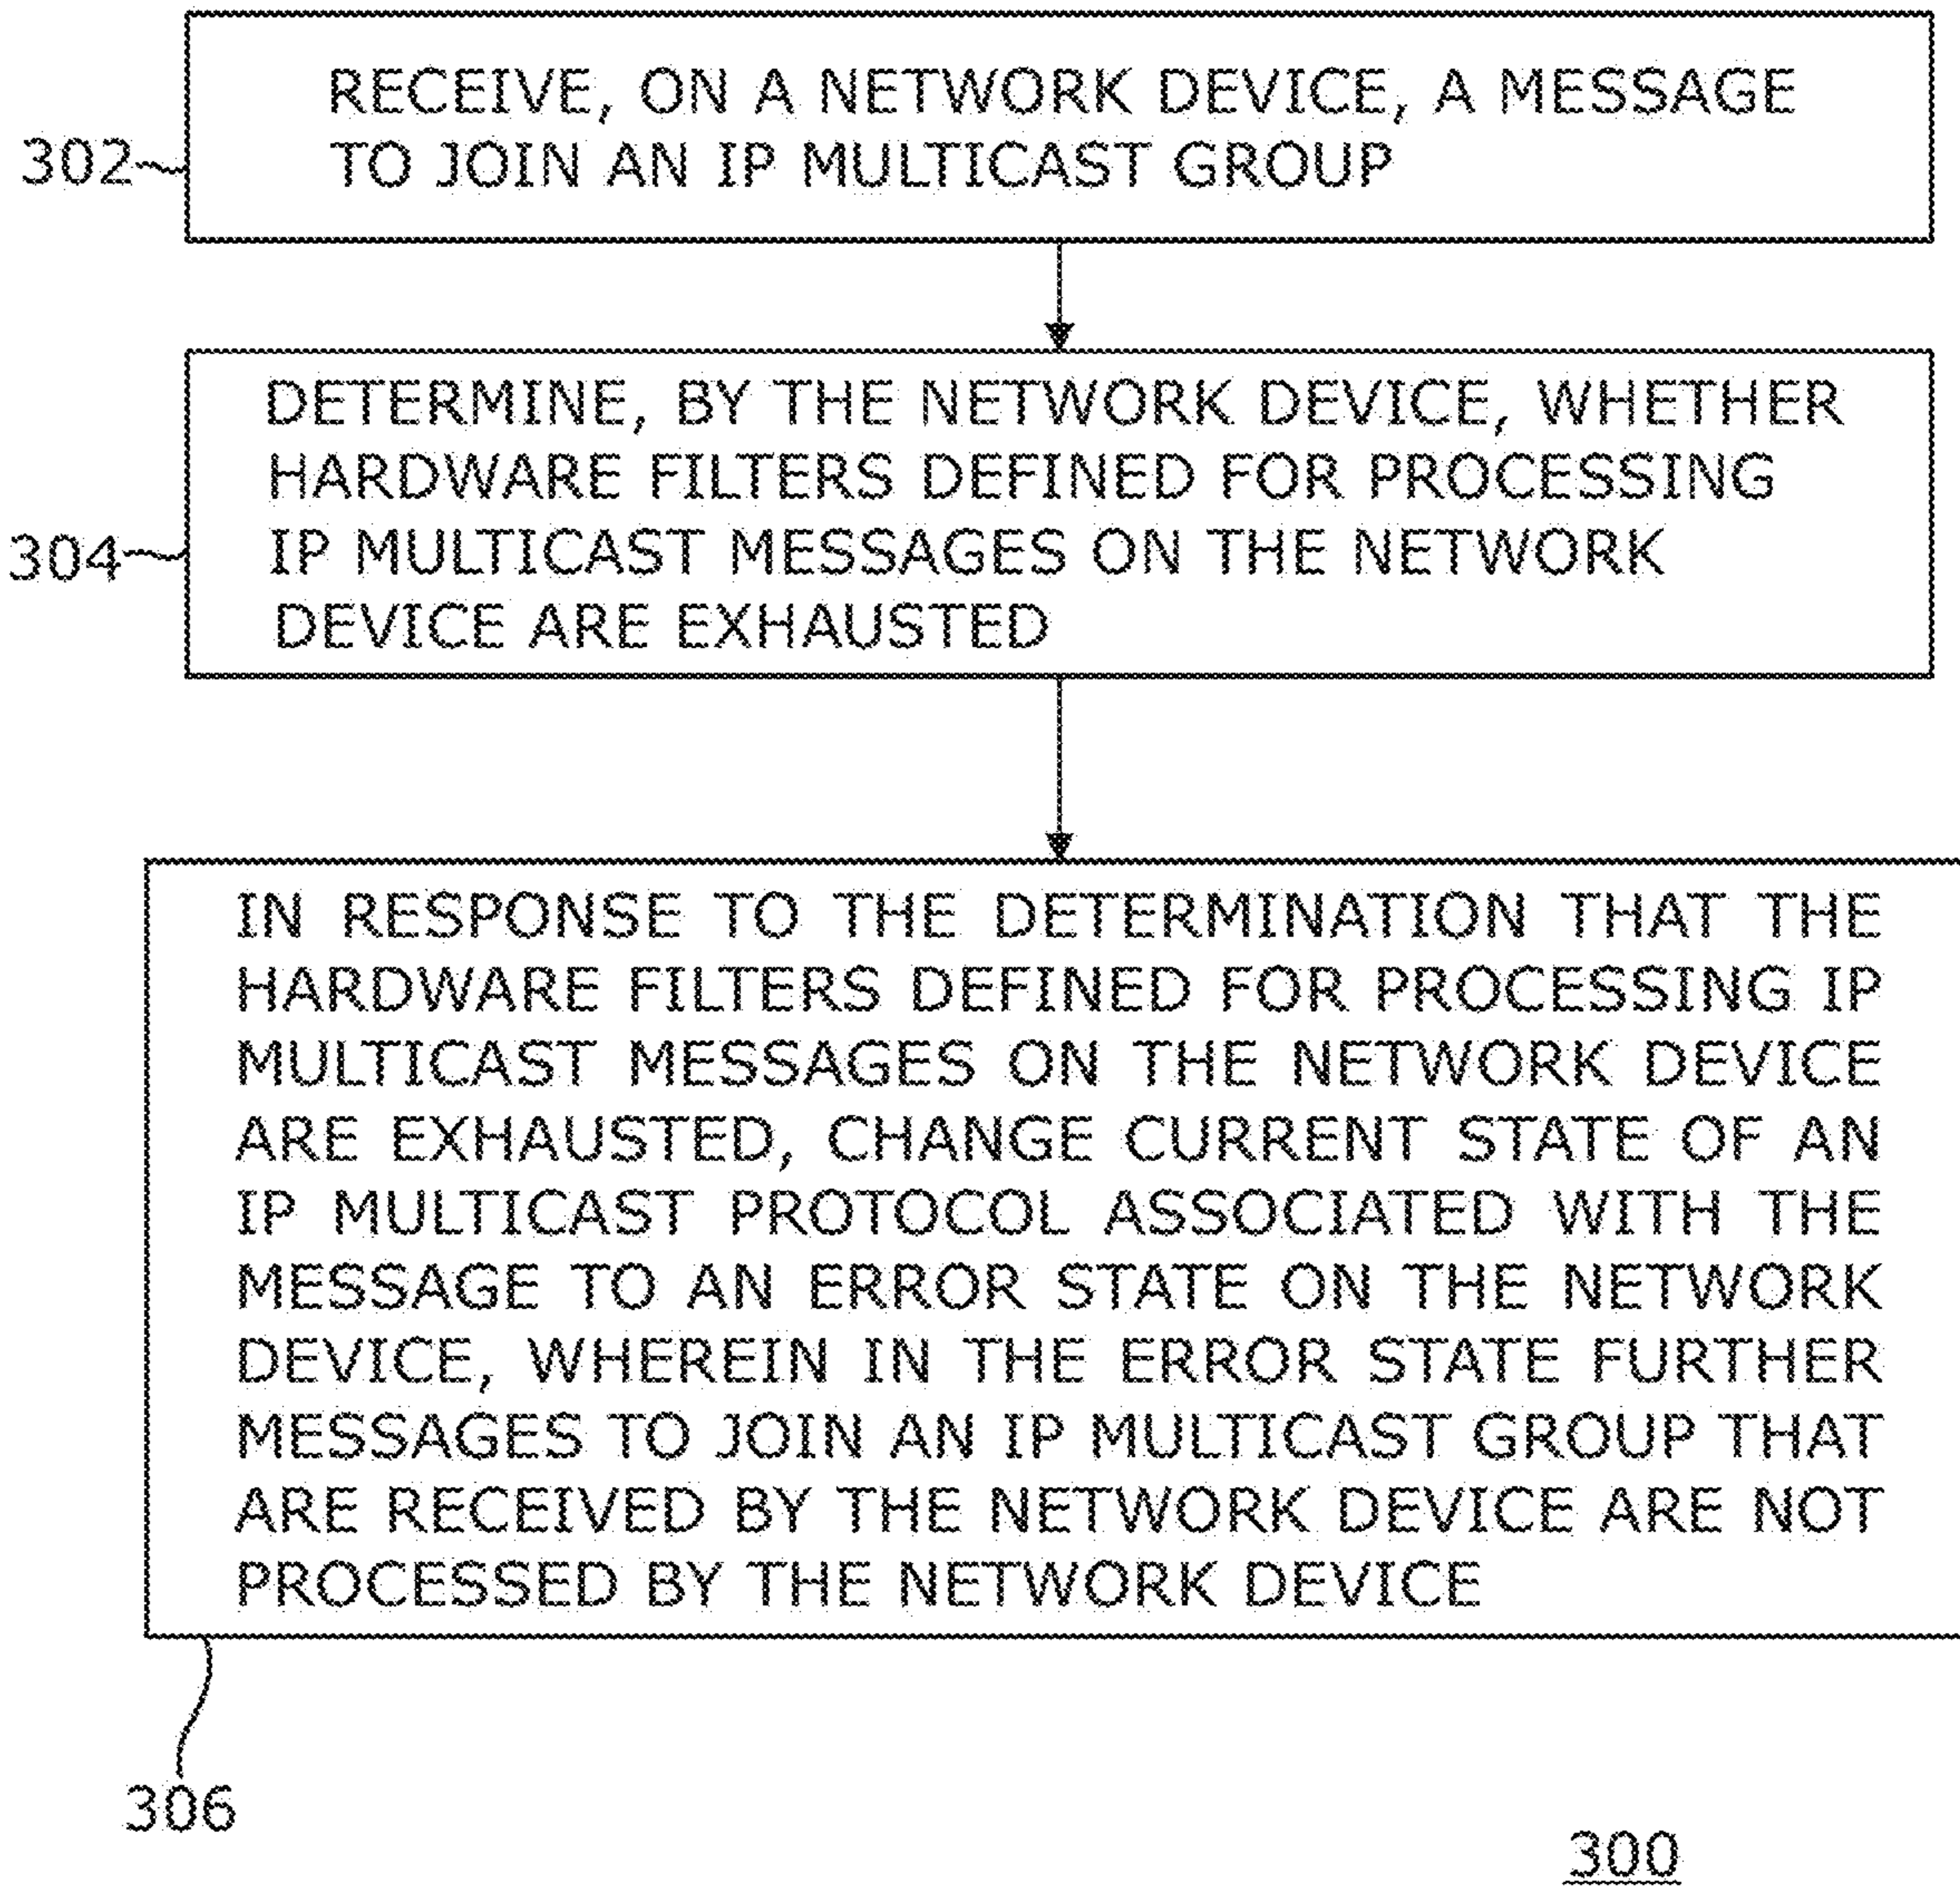 RECEIVE, ON A NETWORK DEVICE, A MESSAGE
TO JOIN AN IP MULTICAST GROUP
302
DETERMINE, BY THE NETWORK DEVICE, WHETHER
HARDWARE FILTERS DEFINED FOR PROCESSING
IP MULTICAST MESSAGES ON THE NETWORK
DEVICE ARE EXHAUSTED
304
IN RESPONSE TO THE DETERMINATION THAT THE
HARDWARE FILTERS DEFINED FOR PROCESSING IP
MULTICAST MESSAGES ON THE NETWORK DEVICE
ARE EXHAUSTED, CHANGE CURRENT STATE OF AN
IP MULTICAST PROTOCOL ASSOCIATED WITH THE
MESSAGE TO AN ERROR STATE ON THE NETWORK
DEVICE, WHEREIN IN THE ERROR STATE FURTHER
MESSAGES TO JOIN AN IP MULTICAST GROUP THAT
ARE RECEIVED BY THE NETWORK DEVICE ARE NOT
PROCESSED BY THE NETWORK DEVICE
306
300